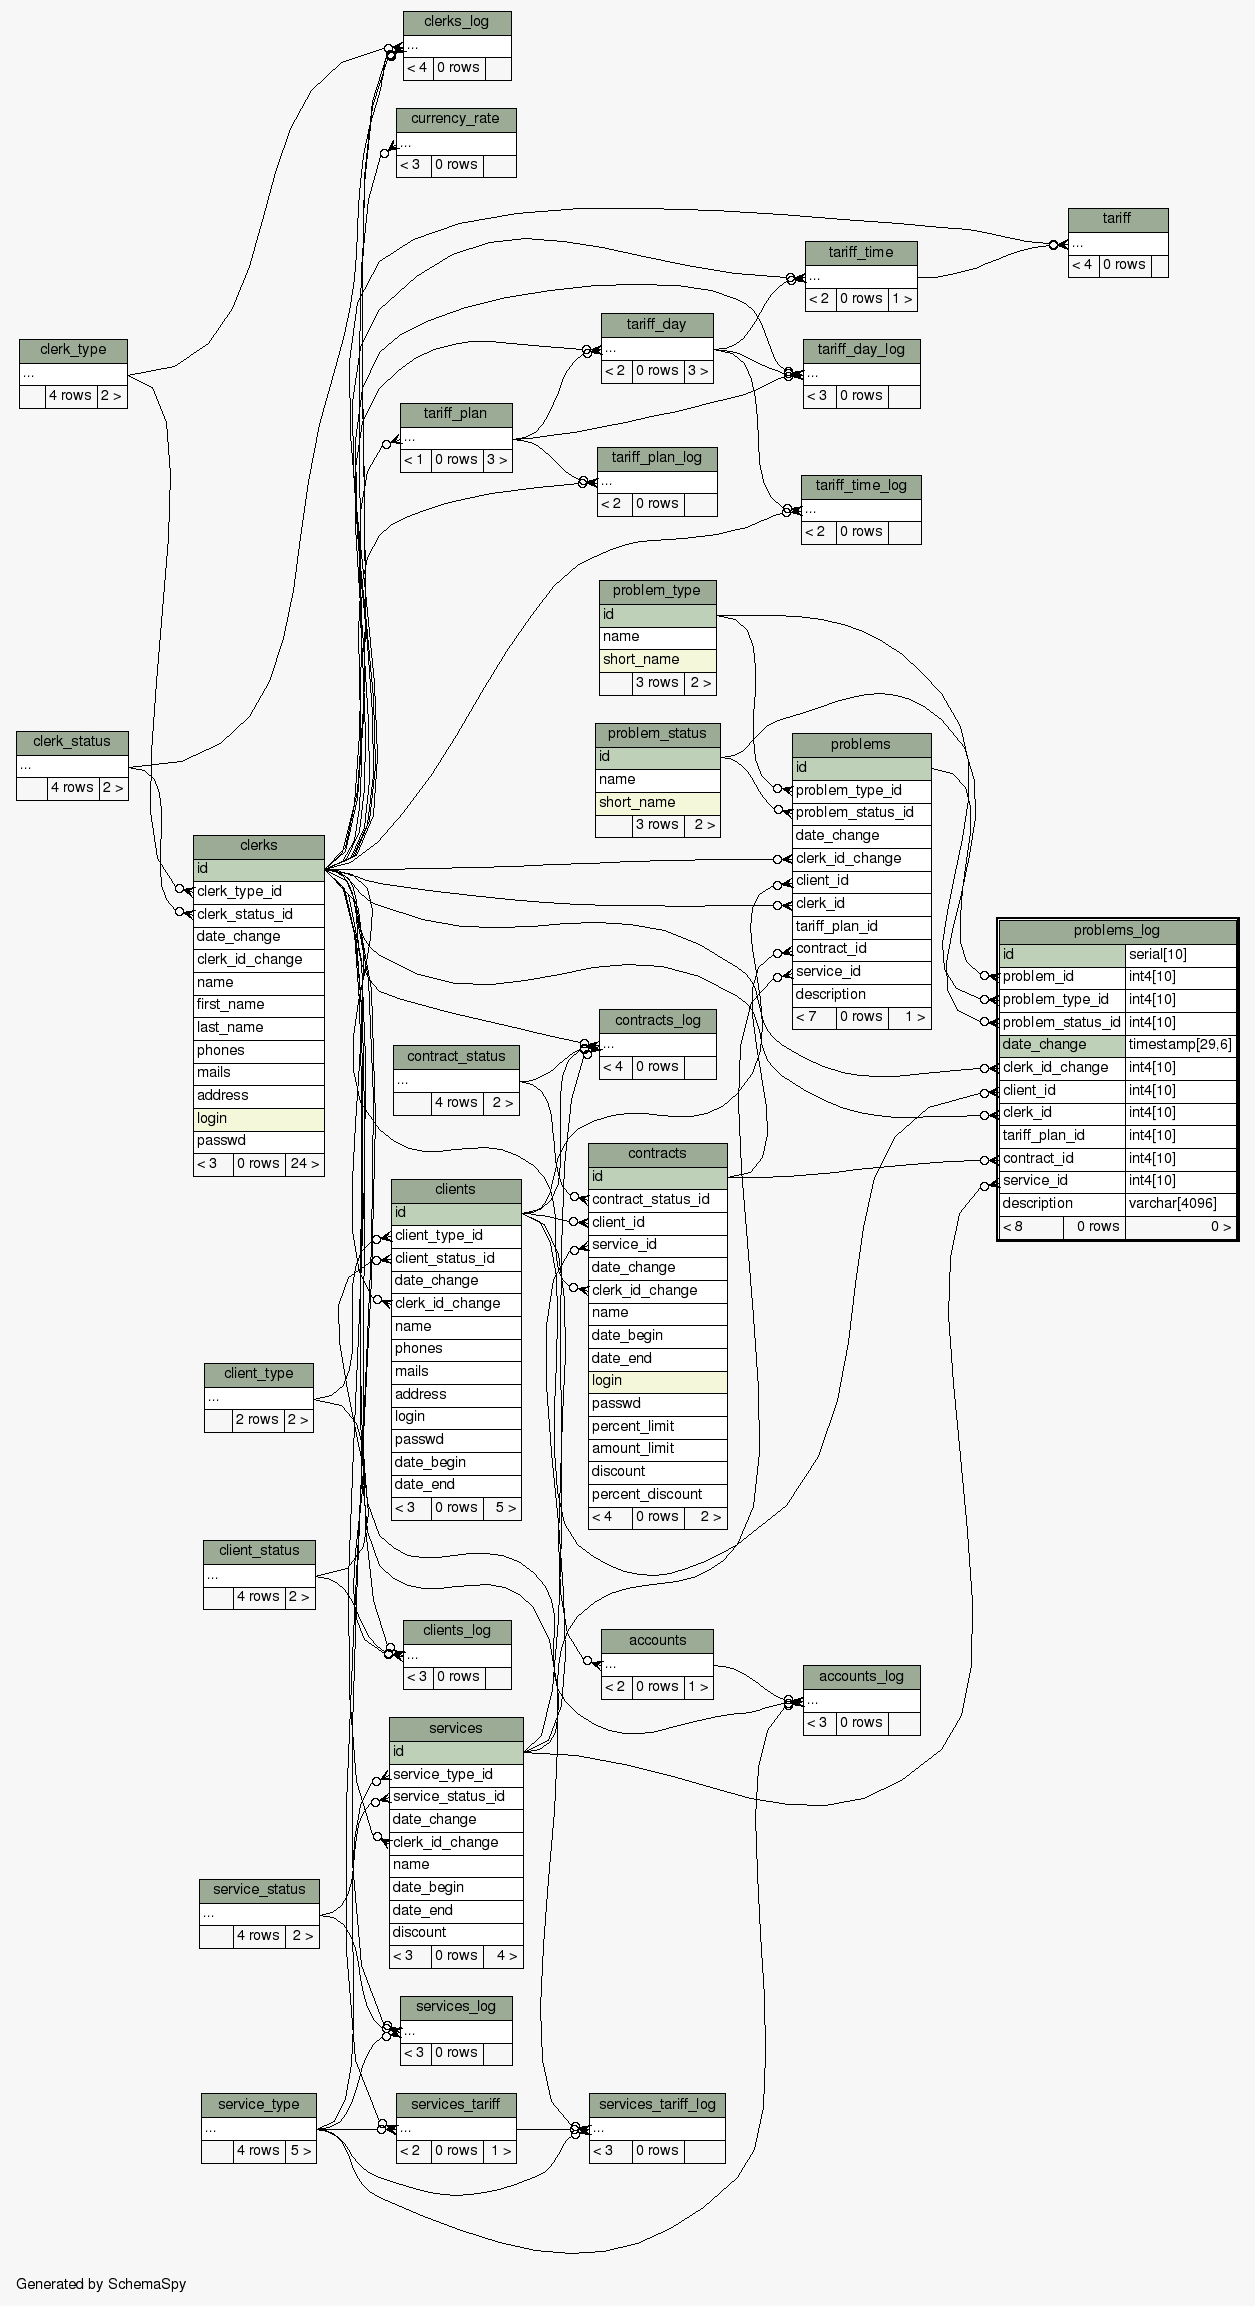 clerks_log
...
< 4 0 rows
currency_rate
...
< 3 0 rows
tariff
...
< 4 0 rows
tariff_time
...
< 2 0 rows 1 >
tariff_day
...
< 2 0 rows 3 >
clerk_type
...
4 rows 2 >
tariff_day_log
...
< 3 0 rows
tariff_plan
...
< 1 0 rows 3 >
tariff_plan_log
...
< 2 0 rows
tariff_time_log
...
< 2 0 rows
problem_type
id
name
short_name
3 rows 2 >
problem_status
id
name
short_name
3 rows 2 >
clerk_status
...
4 rows 2 >
problems
id
problem_type_id
problem_status_id
date_change
clerk_id_change
client_id
clerk_id
tariff_plan_id
contract_id
service_id
description
< 7 0 rows 1 >
clerks
id
clerk_type_id
clerk_status_id
date_change
clerk_id_change
name
first_name
last_name
phones
mails
address
login
passwd
< 3 0 rows 24 >
problems_log
id serial[10]
problem_id int4[10]
problem_type_id int4[10]
problem_status_id int4[10]
date_change timestamp[29,6]
clerk_id_change int4[10]
client_id int4[10]
clerk_id int4[10]
tariff_plan_id int4[10]
contract_id int4[10]
service_id int4[10]
description varchar[4096]
< 8 0 rows 0 >
contracts_log
...
< 4 0 rows
contract_status
...
4 rows 2 >
contracts
id
contract_status_id
client_id
service_id
date_change
clerk_id_change
name
date_begin
date_end
login
passwd
percent_limit
amount_limit
discount
percent_discount
< 4 0 rows 2 >
clients
id
client_type_id
client_status_id
date_change
clerk_id_change
name
phones
mails
address
login
passwd
date_begin
date_end
< 3 0 rows 5 >
client_type
...
2 rows 2 >
client_status
...
4 rows 2 >
clients_log
...
< 3 0 rows
accounts
...
< 2 0 rows 1 >
accounts_log
...
< 3 0 rows
services
id
service_type_id
service_status_id
date_change
clerk_id_change
name
date_begin
date_end
discount
< 3 0 rows 4 >
service_status
...
4 rows 2 >
services_log
...
< 3 0 rows
service_type
...
4 rows 5 >
services_tariff
...
< 2 0 rows 1 >
services_tariff_log
...
< 3 0 rows
Generated by SchemaSpy